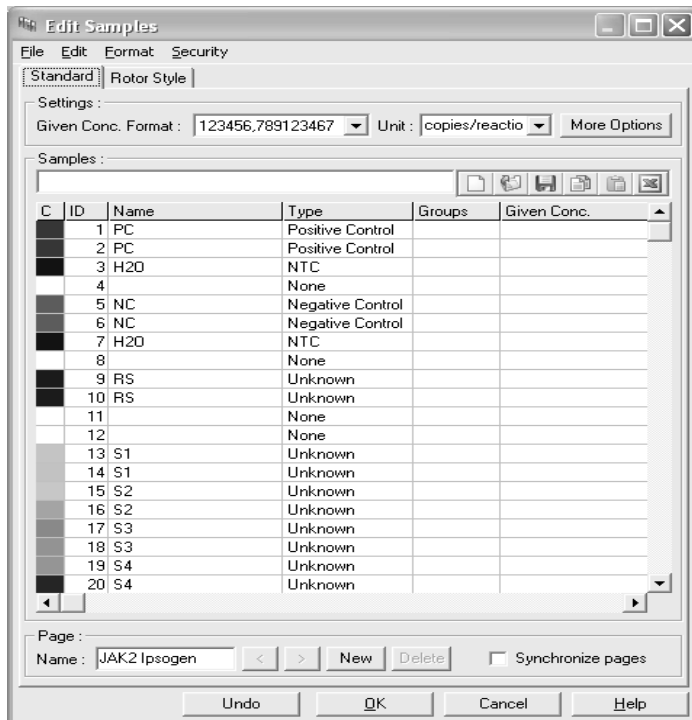 Edit Samples
File Edit Format Security
Standard Rotor Style
Settings :
Given Conc. Format : 123456,789123467 Unit : copies/reactio More Options
Samples :
C ID Name Type Groups Given Conc.
1 PC Positive Control
2 PC Positive Control
3 H2O NTC
4 None
5 NC Negative Control
6 NC Negative Control
7 H2O NTC
8 None
9 RS Unknown
10 RS Unknown
11 None
12 None
13 S1 Unknown
14 S1 Unknown
15 S2 Unknown
16 S2 Unknown
17 S3 Unknown
18 S3 Unknown
19 S4 Unknown
20 S4 Unknown
Page :
Name : JAK2 Ipsogen < > New Delete Synchronize pages
Undo OK Cancel Help